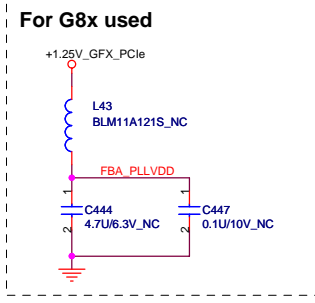 For G8x used
+1.25V_GFX_PCIe
L43
BLM11A121S_NC
FBA_PLLVDD
1
1
C444
C447
4.7U/6.3V_NC
0.1U/10V_NC
2
2